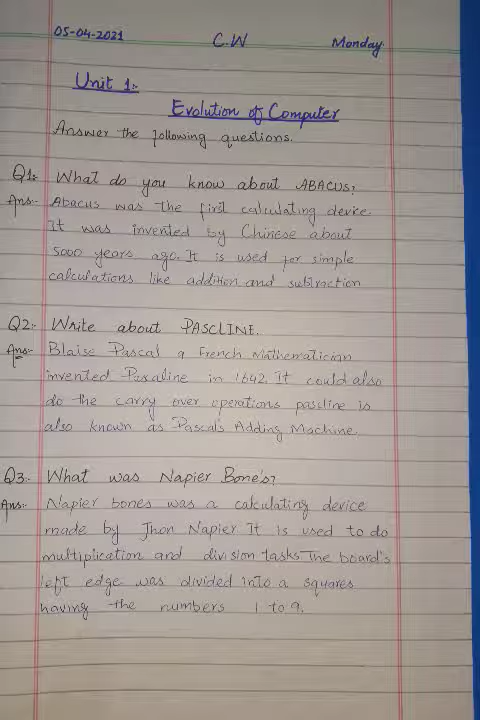 05-04-2021 C.W Monday
Unit 1:-
Evolution of Computer
Answer the following questions.
Q1:- What do you know about ABACUS?
Ans:- Abacus was the first calculating device.
It was invented by Chinese about
5000 years ago. It is used for simple
calculations like addition and subtraction
Q2:- Write about PASCLINE.
Ans:- Blaise Pascal a French Mathematician
invented Pascaline in 1642. It could also
do the carry over operations pascline is
also known as Pascal's Adding Machine.
Q3:- What was Napier Bone's?
Ans:- Napier bones was a calculating device
made by Jhon Napier It is used to do
multiplication and division tasks. The board's
left edge was divided into a squares
having the numbers 1 to 9.